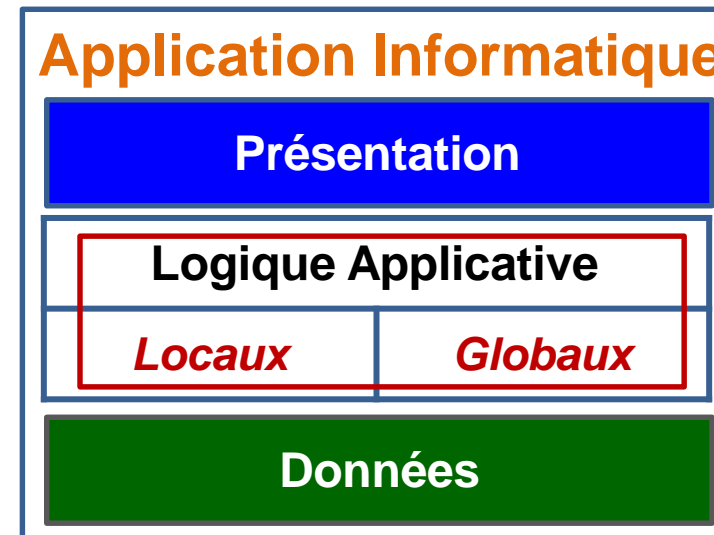 Application Informatique
Présentation
Logique Applicative
Locaux Globaux
Données